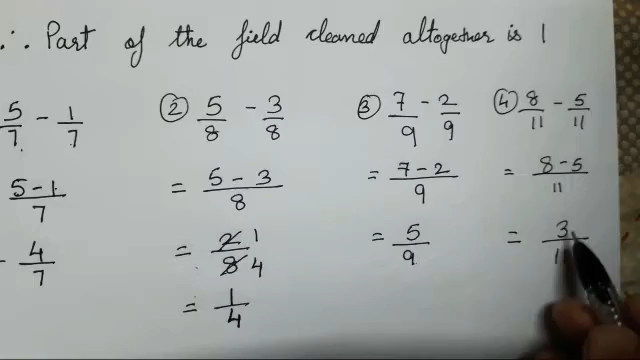 ∴ Part of the field cleaned altogether is 1
5/7 - 1/7
5-1/7
- 4/7
② 5/8 - 3/8
= 5-3/8
= 2/8 1/4
= 1/4
③ 7/9 - 2/9
= 7-2/9
= 5/9
④ 8/11 - 5/11
= 8-5/11
= 3/11